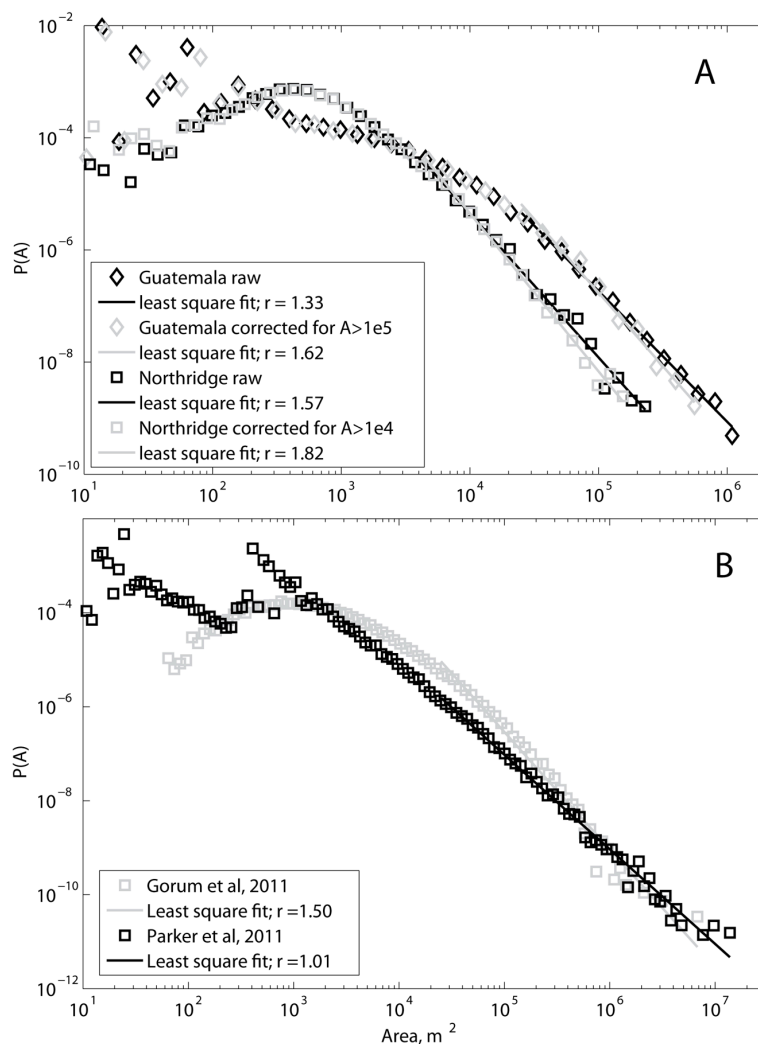 A
10^-2
10^-4
10^-6
10^-8
10^-10
P(A)
Guatemala raw
least square fit; r = 1.33
Guatemala corrected for A>1e5
least square fit; r = 1.62
Northridge raw
least square fit; r = 1.57
Northridge corrected for A>1e4
least square fit; r = 1.82
10^1 10^2 10^3 10^4 10^5 10^6
B
10^-4
10^-6
10^-8
10^-10
10^-12
P(A)
Gorum et al, 2011
Least square fit; r =1.50
Parker et al, 2011
Least square fit; r =1.01
10^1 10^2 10^3 10^4 10^5 10^6 10^7
Area, m^2